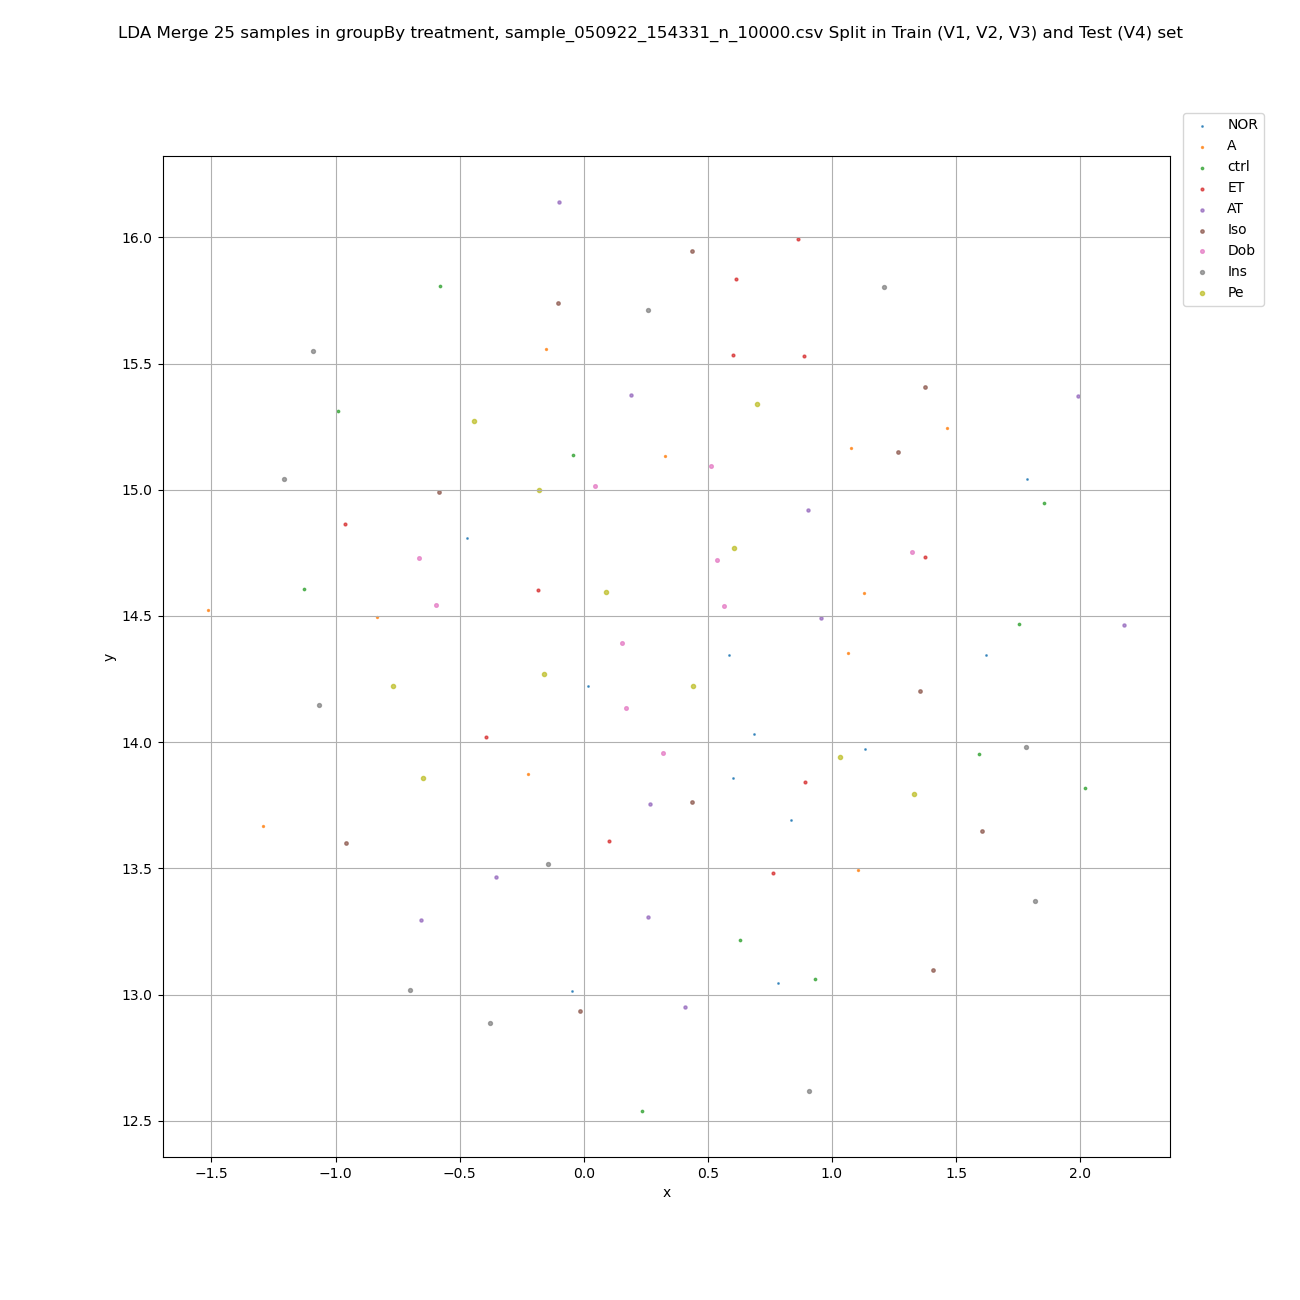 LDA Merge 25 samples in groupBy treatment, sample_050922_154331_n_10000.csv Split in Train (V1, V2, V3) and Test (V4) set
NOR
A
ctrl
ET
AT
Iso
Dob
Ins
Pe
16.0
15.5
15.0
14.5
14.0
13.5
13.0
12.5
y
−1.5 −1.0 −0.5 0.0 0.5 1.0 1.5 2.0
x